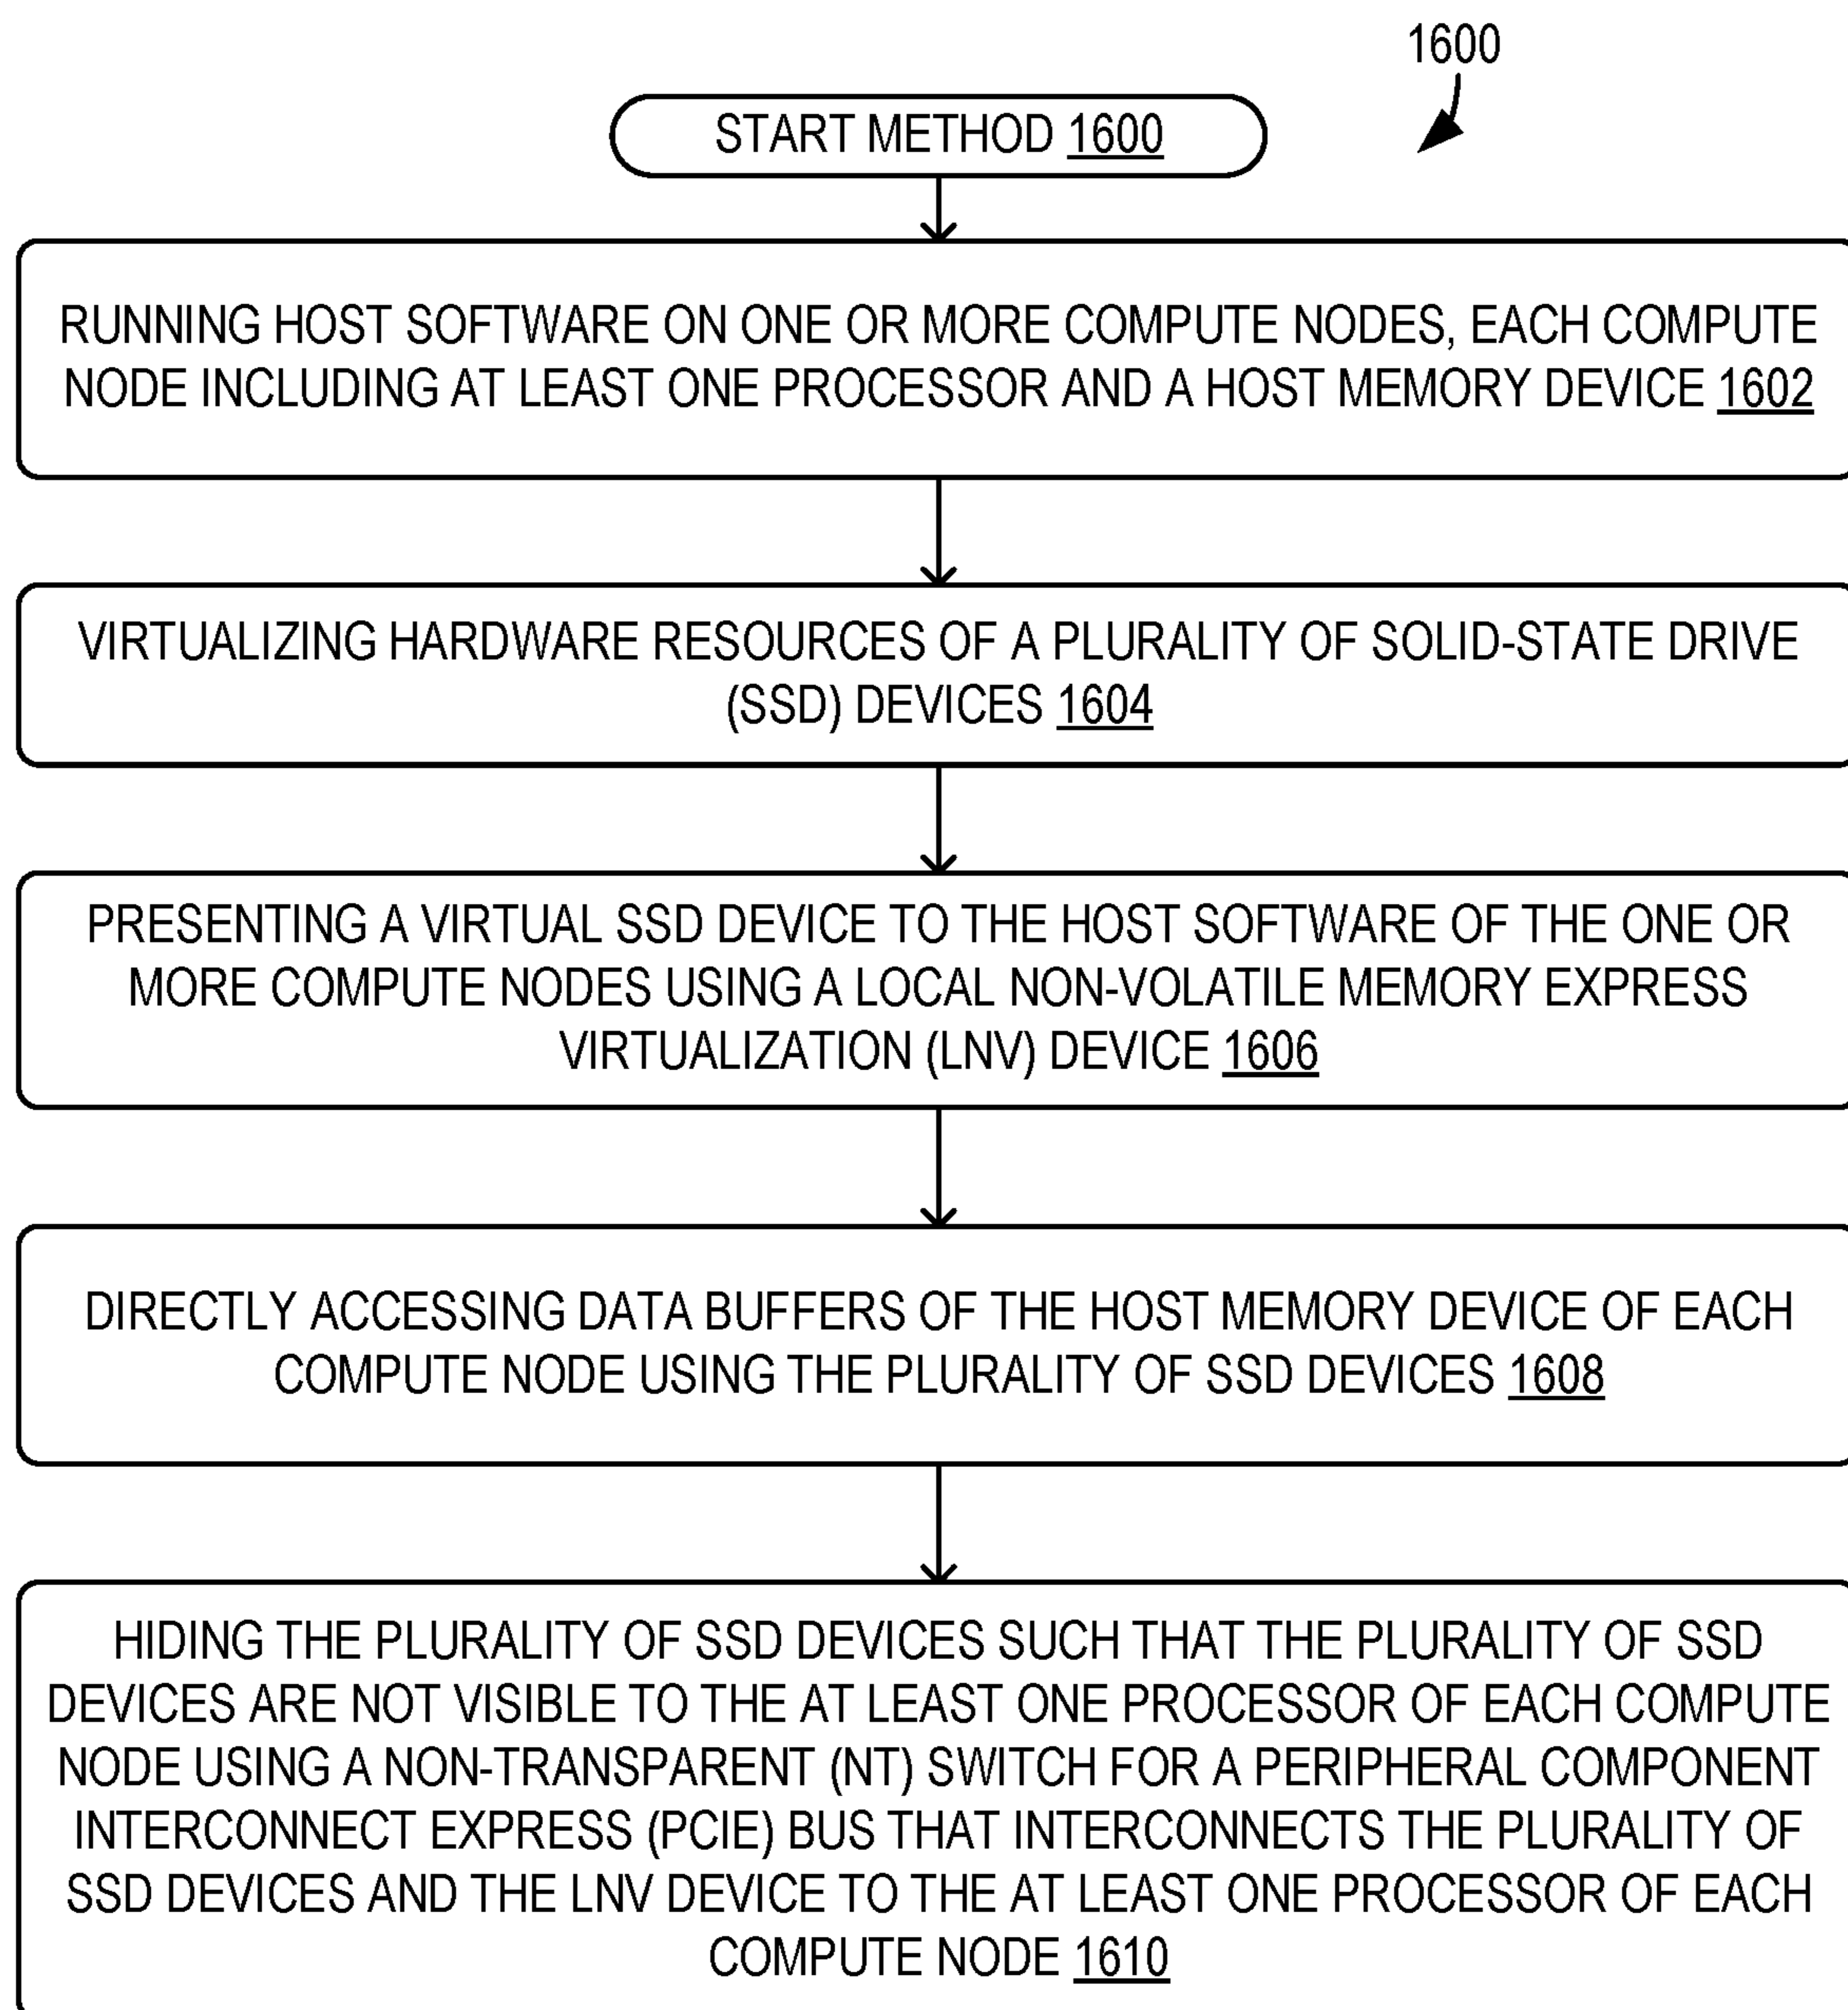 1600
START METHOD 1600
RUNNING HOST SOFTWARE ON ONE OR MORE COMPUTE NODES, EACH COMPUTE
NODE INCLUDING AT LEAST ONE PROCESSOR AND A HOST MEMORY DEVICE 1602
VIRTUALIZING HARDWARE RESOURCES OF A PLURALITY OF SOLID-STATE DRIVE
(SSD) DEVICES 1604
PRESENTING A VIRTUAL SSD DEVICE TO THE HOST SOFTWARE OF THE ONE OR
MORE COMPUTE NODES USING A LOCAL NON-VOLATILE MEMORY EXPRESS
VIRTUALIZATION (LNV) DEVICE 1606
DIRECTLY ACCESSING DATA BUFFERS OF THE HOST MEMORY DEVICE OF EACH
COMPUTE NODE USING THE PLURALITY OF SSD DEVICES 1608
HIDING THE PLURALITY OF SSD DEVICES SUCH THAT THE PLURALITY OF SSD
DEVICES ARE NOT VISIBLE TO THE AT LEAST ONE PROCESSOR OF EACH COMPUTE
NODE USING A NON-TRANSPARENT (NT) SWITCH FOR A PERIPHERAL COMPONENT
INTERCONNECT EXPRESS (PCIE) BUS THAT INTERCONNECTS THE PLURALITY OF
SSD DEVICES AND THE LNV DEVICE TO THE AT LEAST ONE PROCESSOR OF EACH
COMPUTE NODE 1610